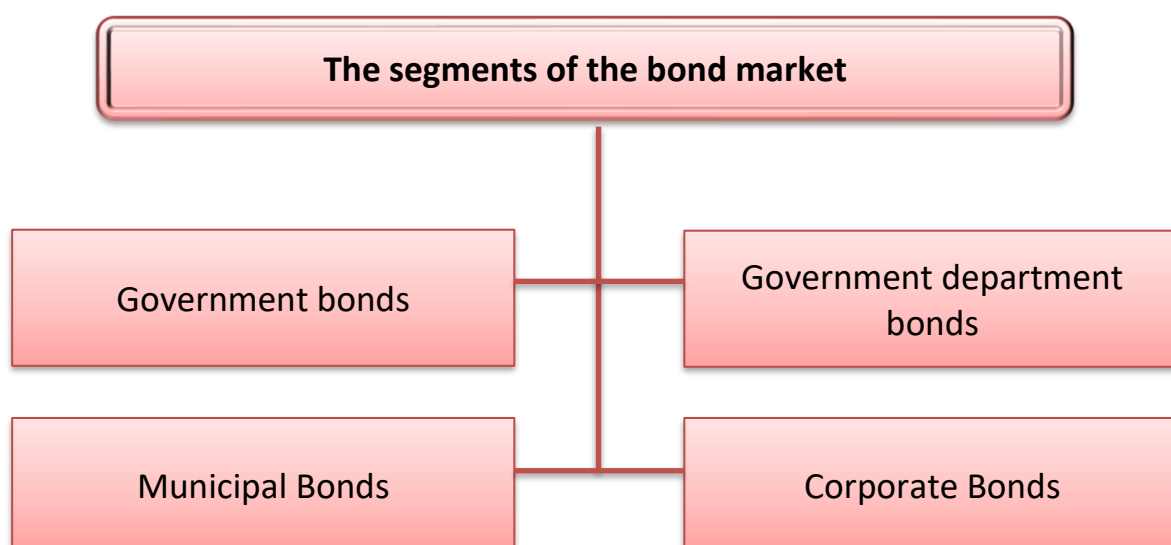 The segments of the bond market
Government bonds
Government department
bonds
Municipal Bonds
Corporate Bonds